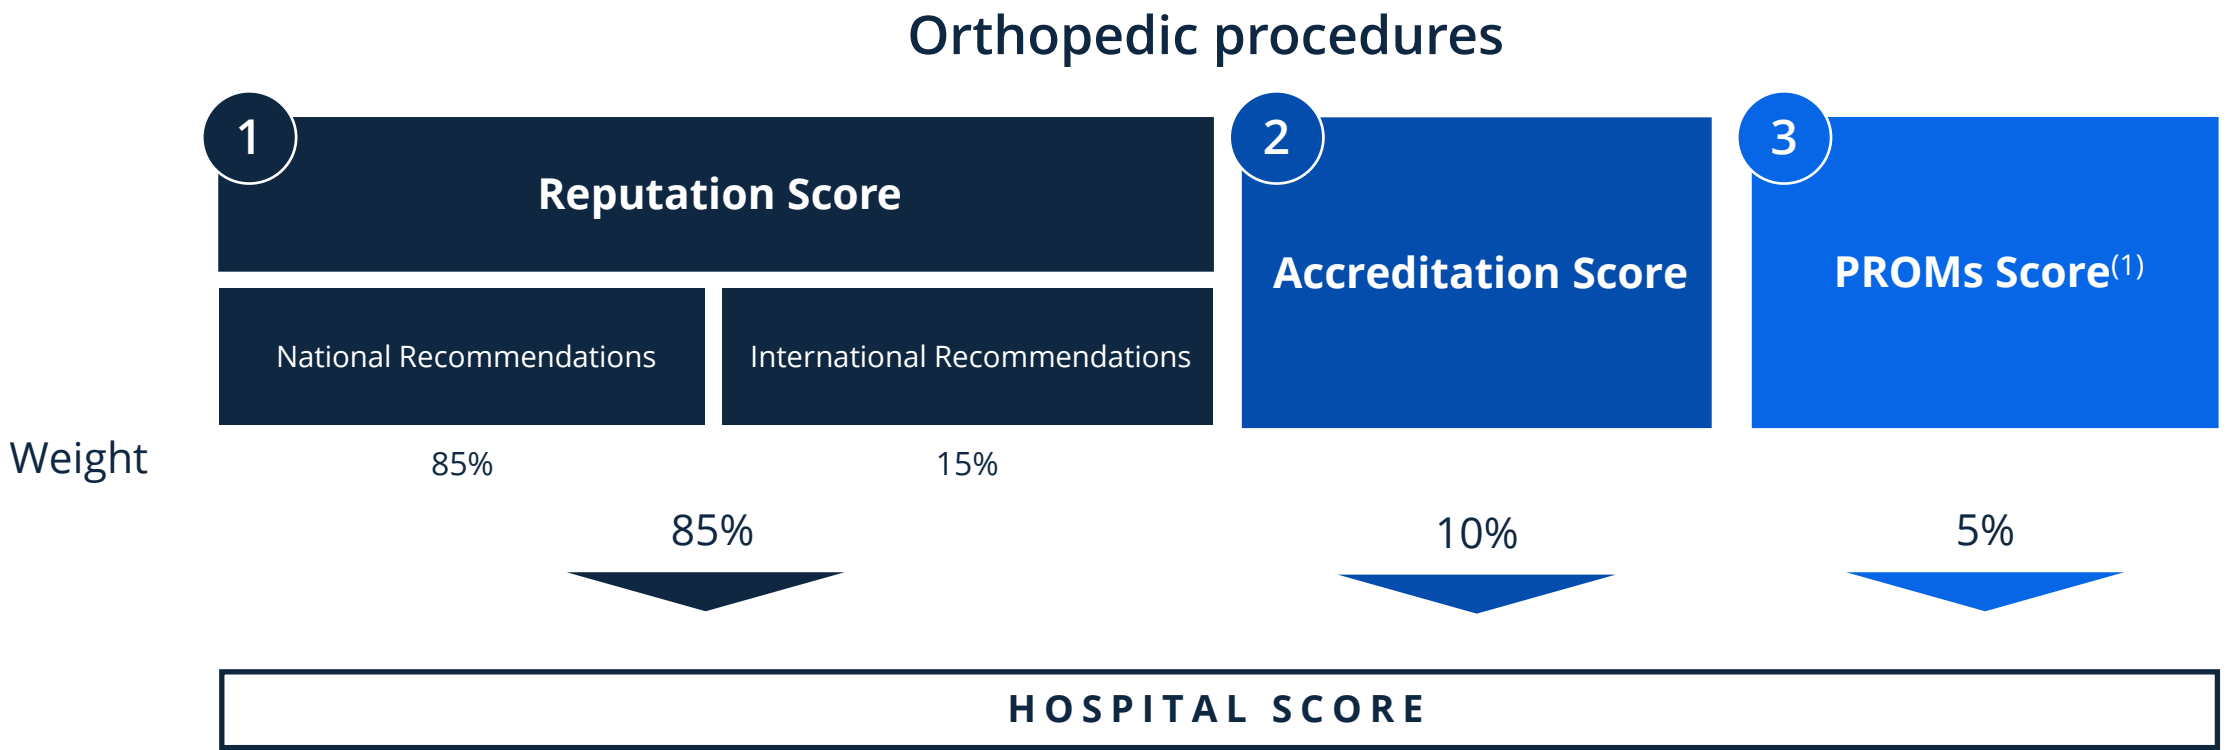 Orthopedic procedures
1
2
3
Reputation Score
Accreditation Score
PROMs Score(1)
National Recommendations
International Recommendations
Weight
85%
15%
85%
10%
5%
HOSPITAL SCORE